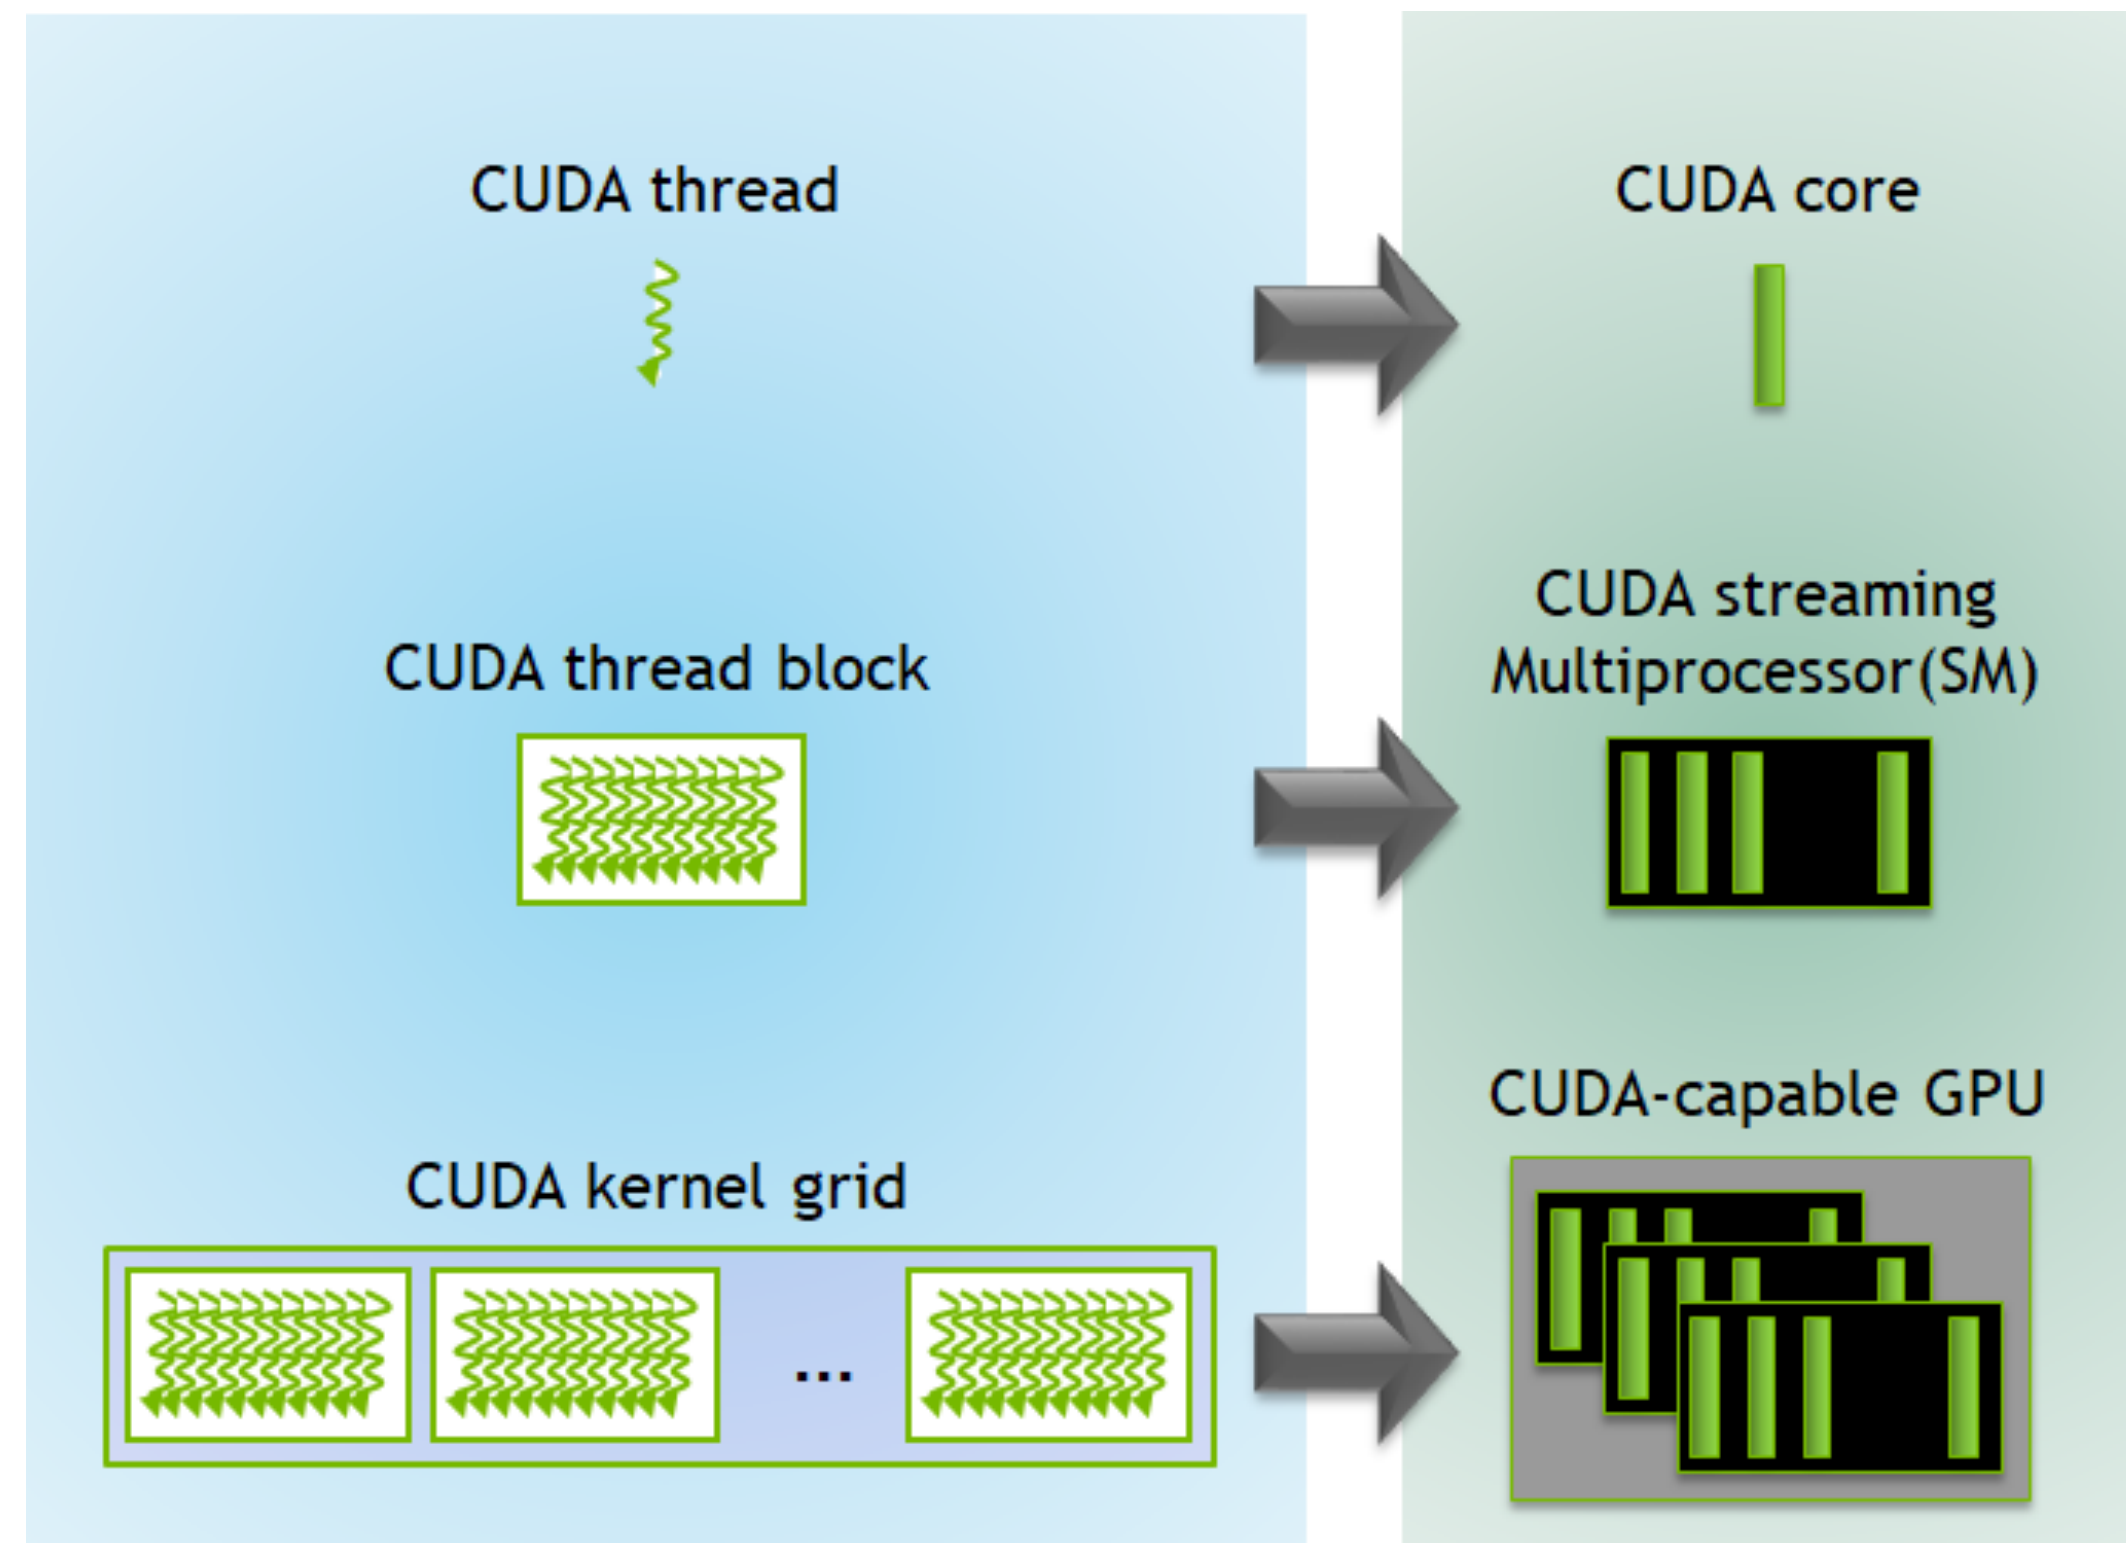 CUDA thread
CUDA core
CUDA thread block
CUDA streaming
Multiprocessor(SM)
CUDA kernel grid
...
CUDA-capable GPU